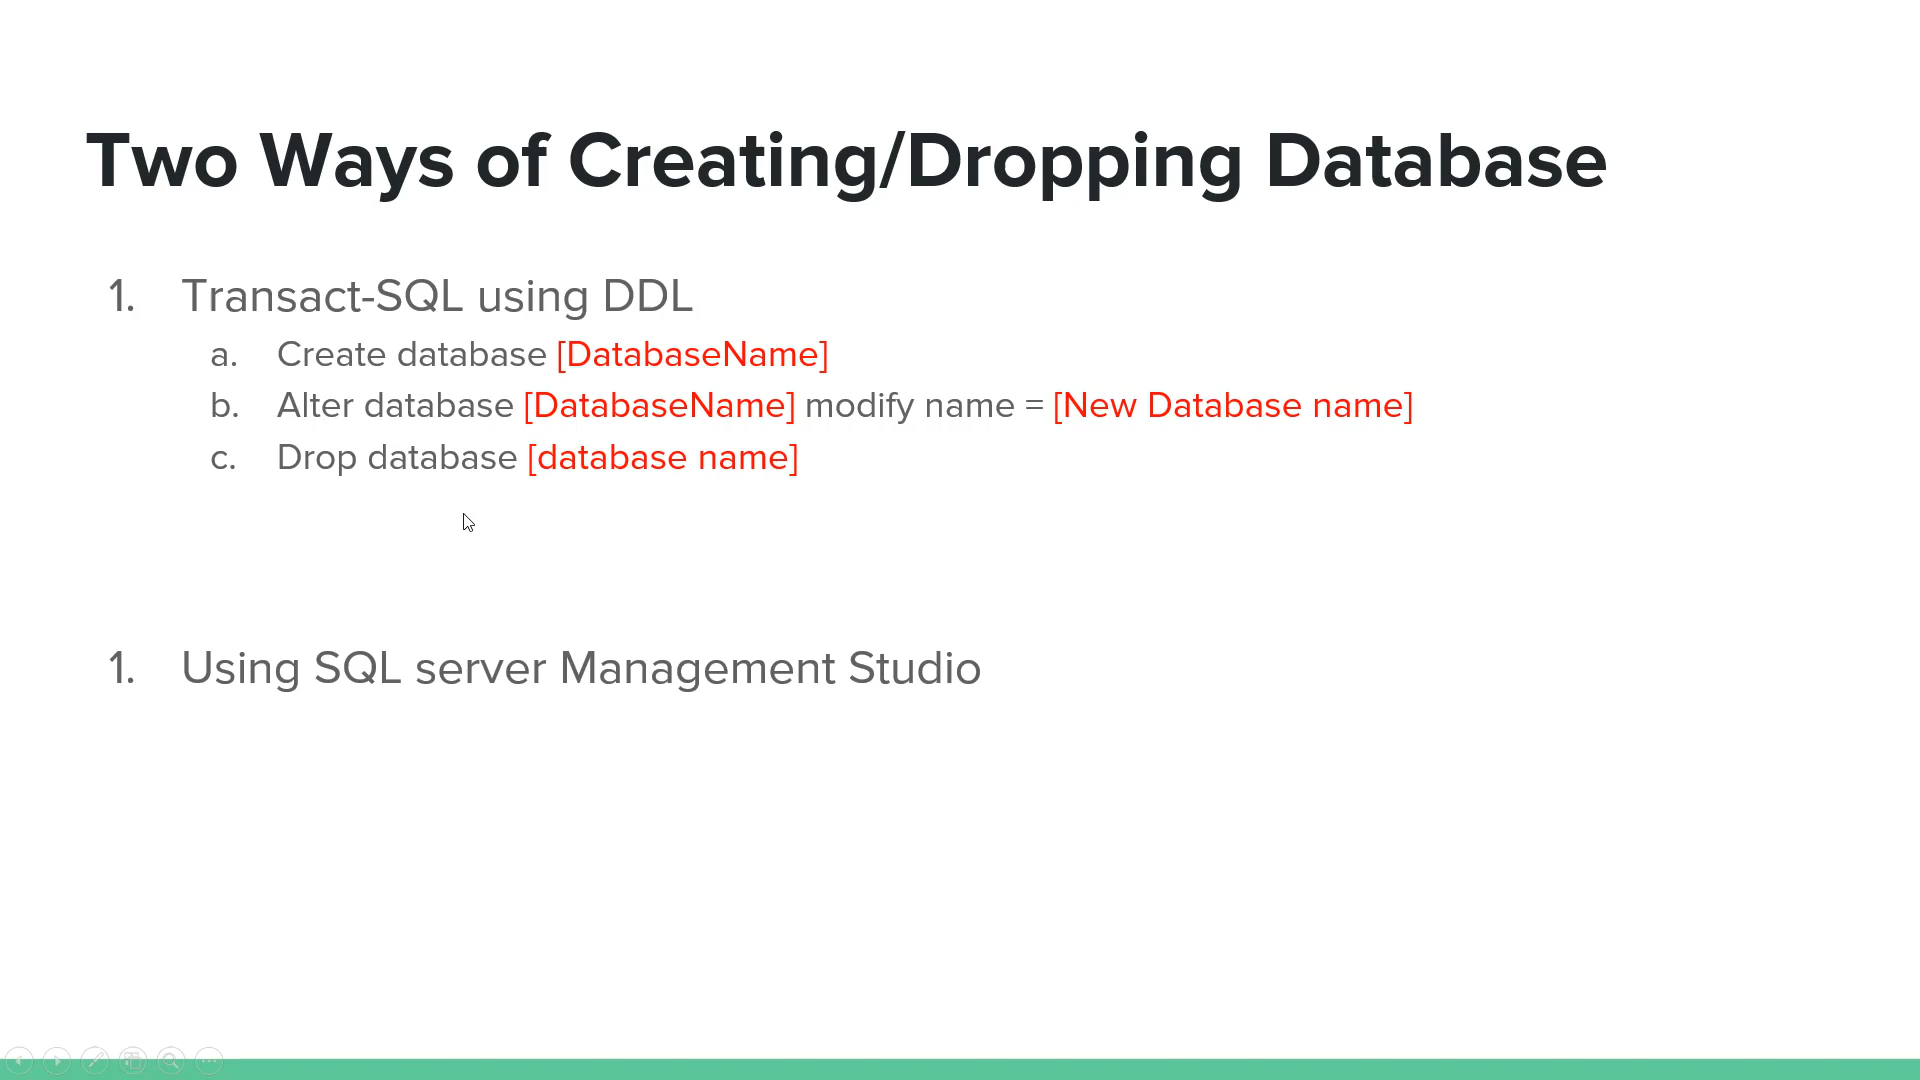 Two Ways of Creating/Dropping Database
1. Transact-SQL using DDL
a. Create database [DatabaseName]
b. Alter database [DatabaseName] modify name = [New Database name]
c. Drop database [database name]
1. Using SQL server Management Studio